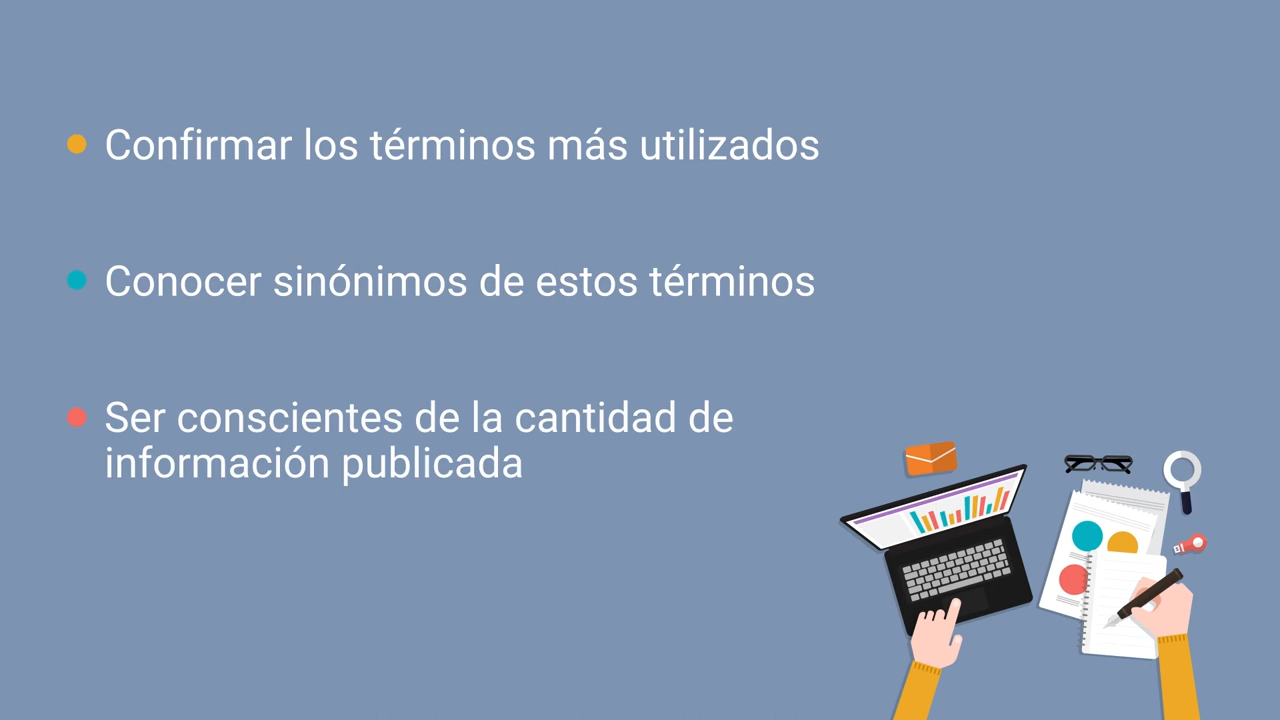 Confirmar los términos más utilizados
Conocer sinónimos de estos términos
Ser conscientes de la cantidad de
información publicada